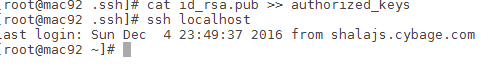 [root@mac92 .ssh]# cat id_rsa.pub >> authorized_keys
[root@mac92 .ssh]# ssh localhost
Last login: Sun Dec  4 23:49:37 2016 from shalajs.cybage.com
[root@mac92 ~]#